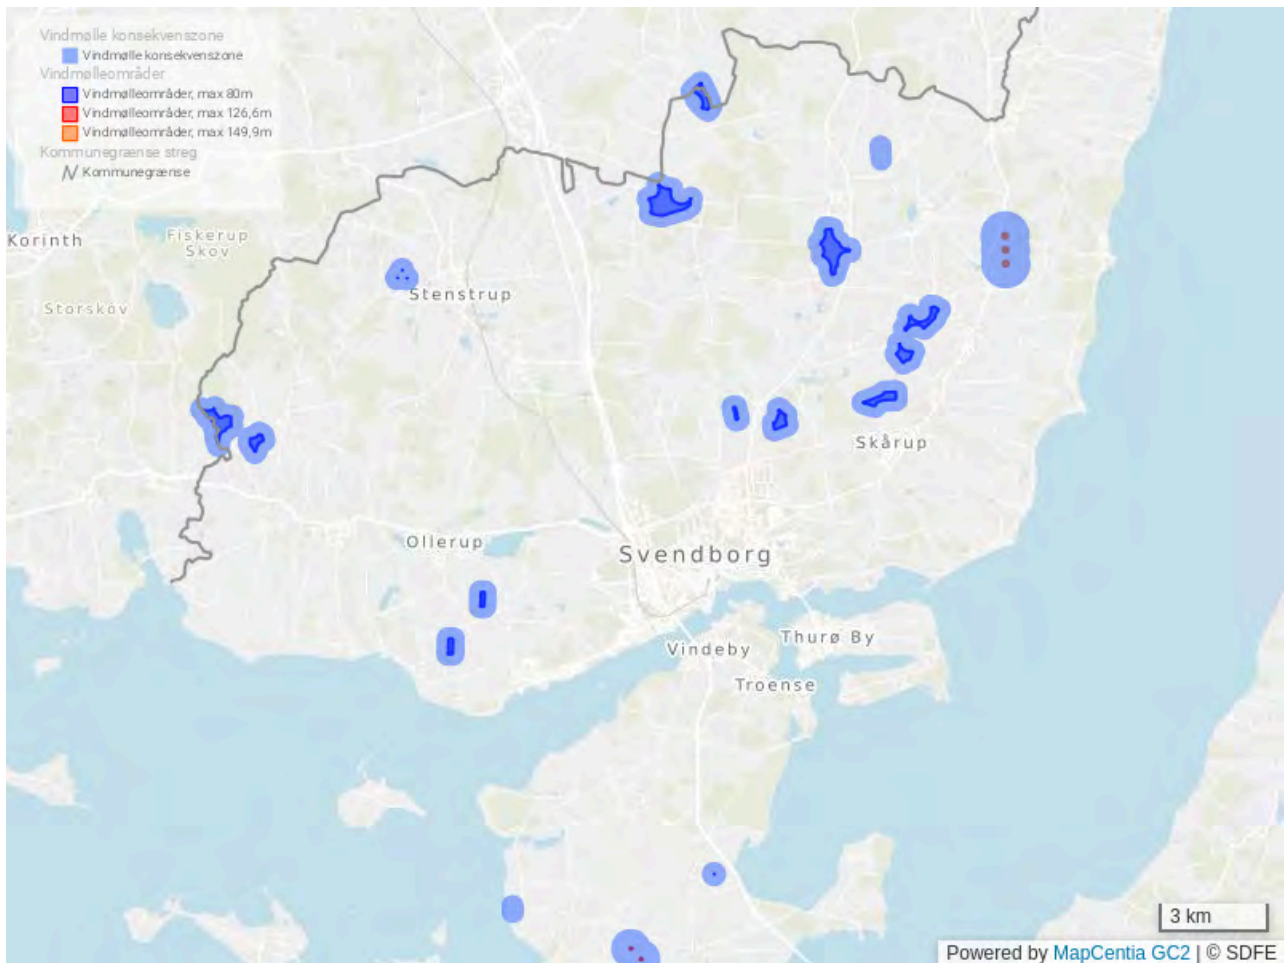 Vindmølle konsekvenszone
Vindmølle konsekvenszone
Vindmølleområder
Vindmølleområder, max 80m
Vindmølleområder, max 126,6m
Vindmølleområder, max 149,9m
Kommunegrænse streg
Kommunegrænse
Korinth
Fiskerup
Skov
Storskov
Stenstrup
Skårup
Ollerup
Svendborg
Vindeby
Thurø By
Troense
3 km
Powered by MapCentia GC2 | © SDFE